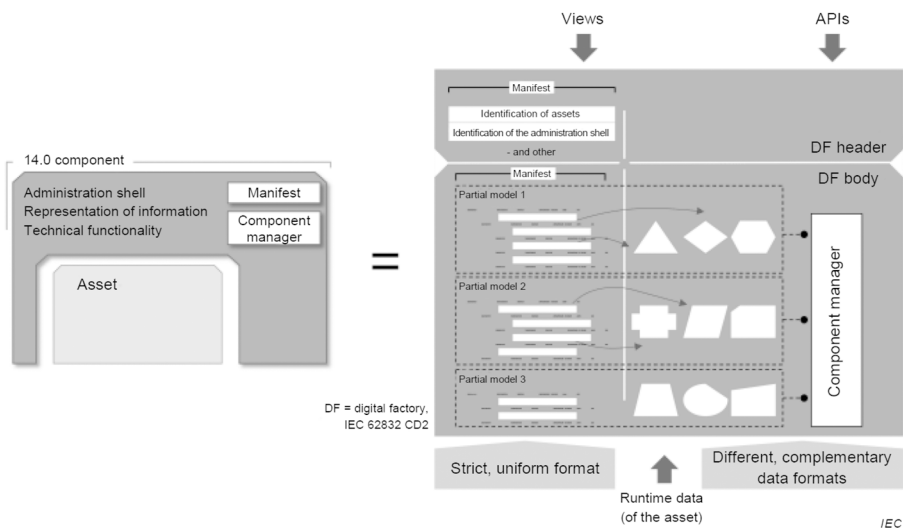 Views
APIs
Manifest
Identification of assets
Identification of the administration shell
- and other
DF header
14.0 component
Administration shell
Representation of information
Technical functionality
Manifest
Component
manager
Asset
=
Manifest
DF body
Partial model 1
Partial model 2
Partial model 3
Component manager
DF = digital factory,
IEC 62832 CD2
Strict, uniform format
Runtime data
(of the asset)
Different, complementary
data formats
IEC